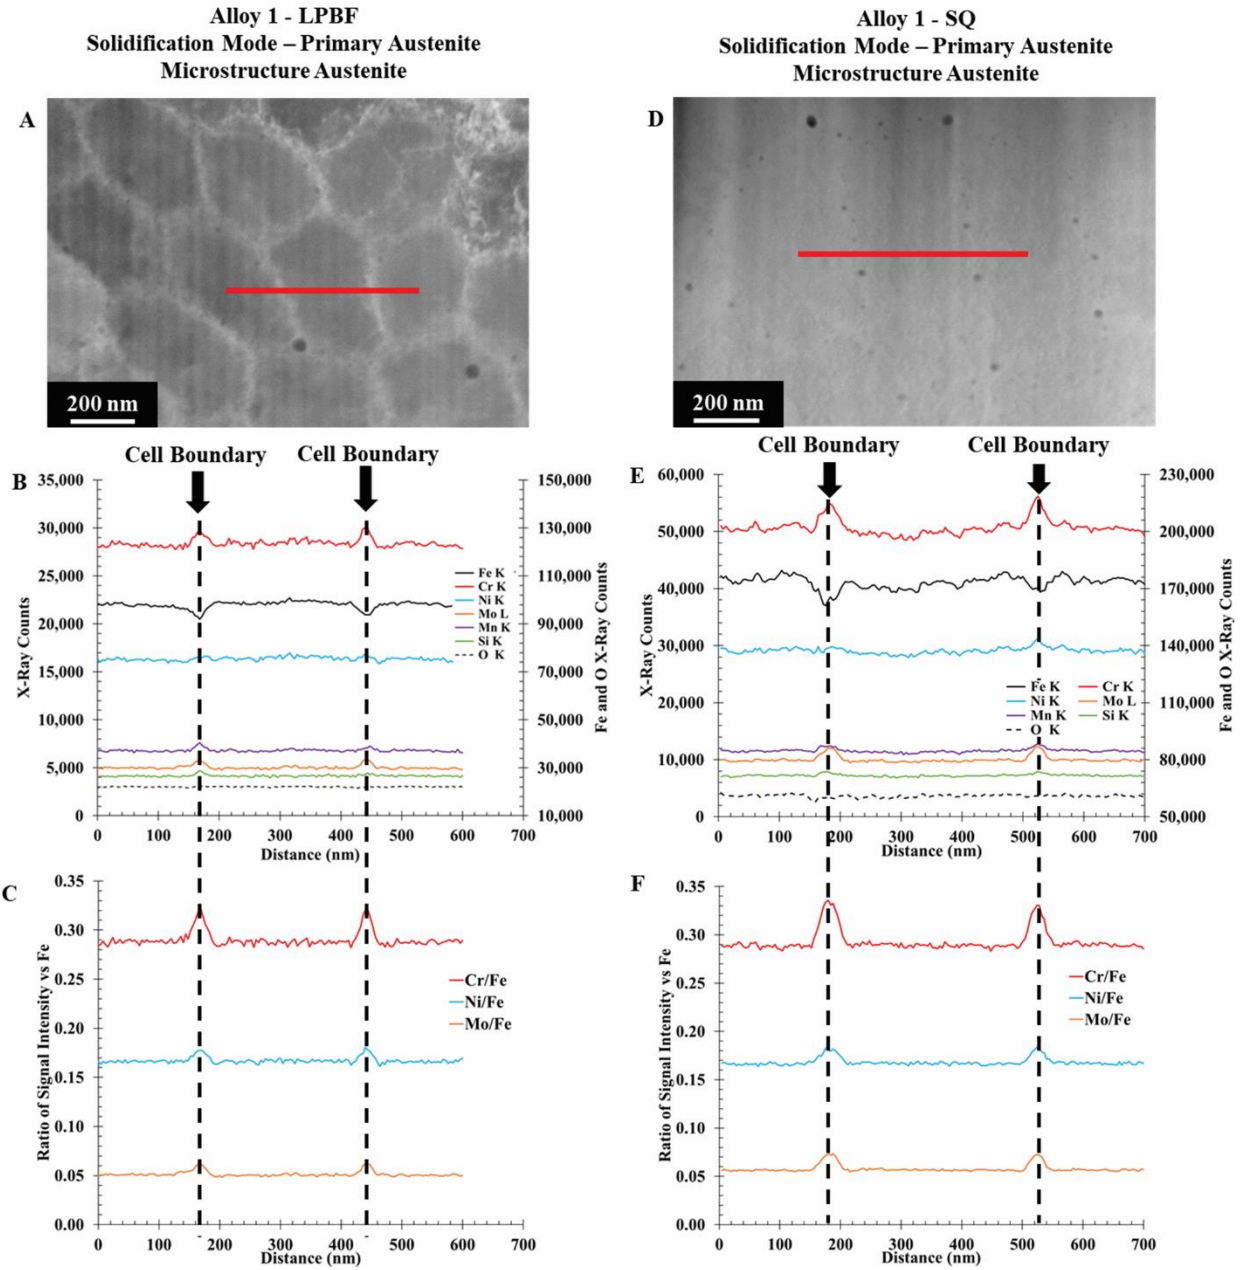 Alloy 1 - LPBF
Solidification Mode – Primary Austenite
Microstructure Austenite
Alloy 1 - SQ
Solidification Mode – Primary Austenite
Microstructure Austenite
A
200 nm
D
200 nm
Cell Boundary
Cell Boundary
B
35,000
30,000
25,000
20,000
15,000
10,000
5,000
0
X-Ray Counts
150,000
130,000
110,000
90,000
70,000
50,000
30,000
10,000
Fe and O X-Ray Counts
Fe K
Cr K
Ni K
Mo L
Mn K
Si K
O K
0 100 200 300 400 500 600 700
Distance (nm)
Cell Boundary
Cell Boundary
E
60,000
50,000
40,000
30,000
20,000
10,000
0
X-Ray Counts
230,000
200,000
170,000
140,000
110,000
80,000
50,000
Fe and O X-Ray Counts
Fe K Cr K
Ni K Mo L
Mn K Si K
O K
0 100 200 300 400 500 600 700
Distance (nm)
C
0.35
0.30
0.25
0.20
0.15
0.10
0.05
0.00
Ratio of Signal Intensity vs Fe
Cr/Fe
Ni/Fe
Mo/Fe
0 100 200 300 400 500 600 700
Distance (nm)
F
0.35
0.30
0.25
0.20
0.15
0.10
0.05
0.00
Ratio of Signal Intensity vs Fe
Cr/Fe
Ni/Fe
Mo/Fe
0 100 200 300 400 500 600 700
Distance (nm)